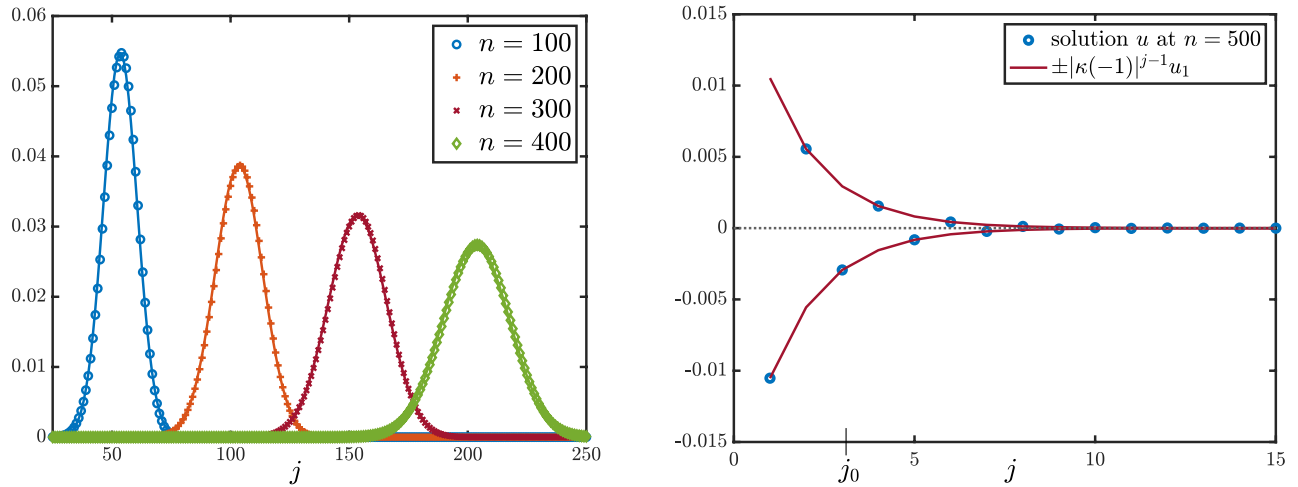 0.06
0.05
0.04
0.03
0.02
0.01
0
50
100
150
200
250
j
n = 100
n = 200
n = 300
n = 400
0.015
0.01
0.005
0
-0.005
-0.01
-0.015
0
5
10
15
j₀
j
solution u at n = 500
±|κ(−1)|ʲ⁻¹u₁